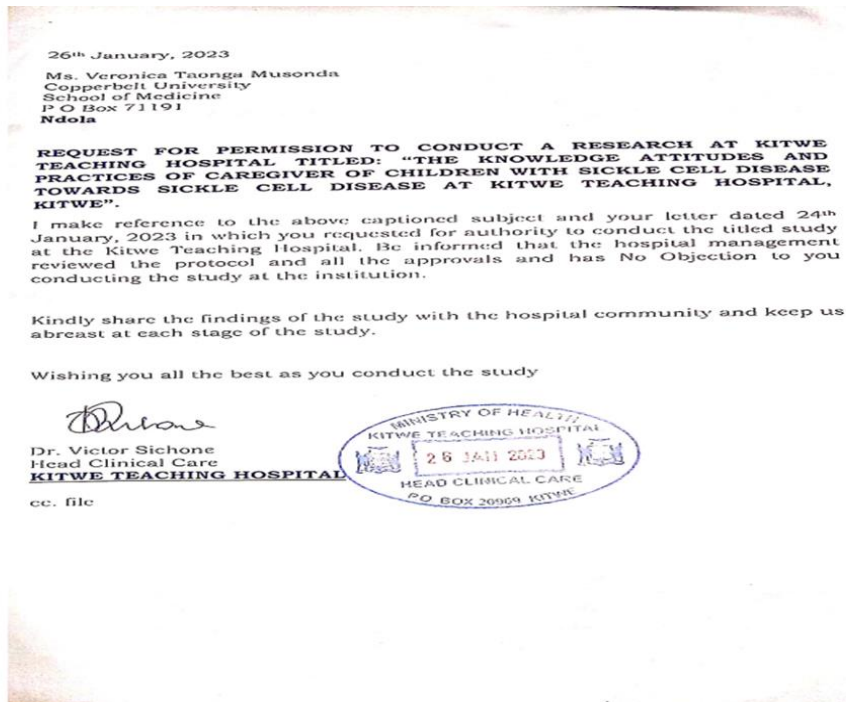 26th January, 2023
Ms. Veronica Taonga Musonda
Copperbelt University
School of Medicine
P O Box 71191
Ndola
REQUEST FOR PERMISSION TO CONDUCT A RESEARCH AT KITWE
TEACHING HOSPITAL TITLED: “THE KNOWLEDGE ATTITUDES AND
PRACTICES OF CAREGIVER OF CHILDREN WITH SICKLE CELL DISEASE
TOWARDS SICKLE CELL DISEASE AT KITWE TEACHING HOSPITAL,
KITWE”.
I make reference to the above captioned subject and your letter dated 24th
January, 2023 in which you requested for authority to conduct the titled study
at the Kitwe Teaching Hospital. Be informed that the hospital management
reviewed the protocol and all the approvals and has No Objection to you
conducting the study at the institution.
Kindly share the findings of the study with the hospital community and keep us
abreast at each stage of the study.
Wishing you all the best as you conduct the study
Dr. Victor Sichone
Head Clinical Care
KITWE TEACHING HOSPITAL
cc. file
MINISTRY OF HEALTH
KITWE TEACHING HOSPITAL
26 JAN 2023
HEAD CLINICAL CARE
PO BOX 20969 KITWE